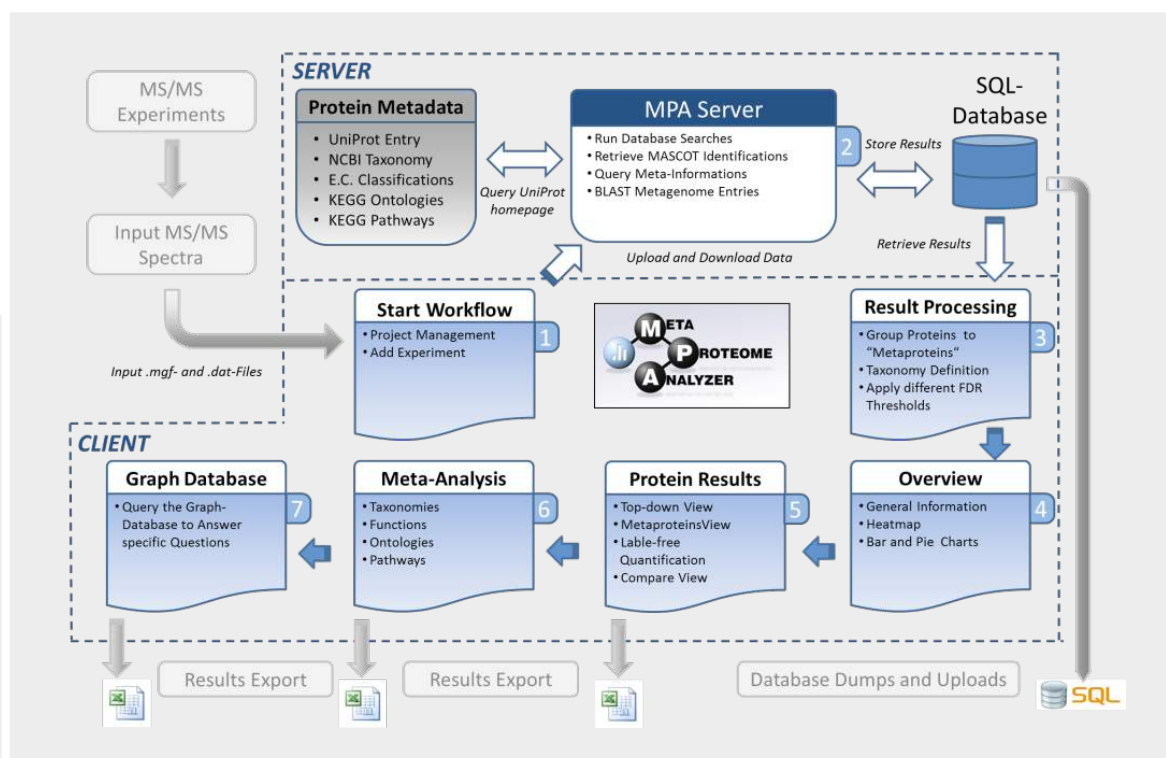 MS/MS
Experiments
Input MS/MS
Spectra
Input .mgf- and .dat-Files
SERVER
Protein Metadata
• UniProt Entry
• NCBI Taxonomy
• E.C. Classifications
• KEGG Ontologies
• KEGG Pathways
Query UniProt
homepage
MPA Server
• Run Database Searches
• Retrieve MASCOT Identifications
• Query Meta-Informations
• BLAST Metagenome Entries
2
Store Results
SQL-
Database
Retrieve Results
Upload and Download Data
Start Workflow
• Project Management
• Add Experiment
1
META
PROTEOME
ANALYZER
Result Processing
• Group Proteins to
"Metaproteins"
• Taxonomy Definition
• Apply different FDR
Thresholds
3
CLIENT
Graph Database
• Query the Graph-
Database to Answer
specific Questions
7
Meta-Analysis
• Taxonomies
• Functions
• Ontologies
• Pathways
6
Protein Results
• Top-down View
• MetaproteinsView
• Lable-free
Quantification
• Compare View
5
Overview
• General Information
• Heatmap
• Bar and Pie Charts
4
Results Export
Results Export
Database Dumps and Uploads
SQL